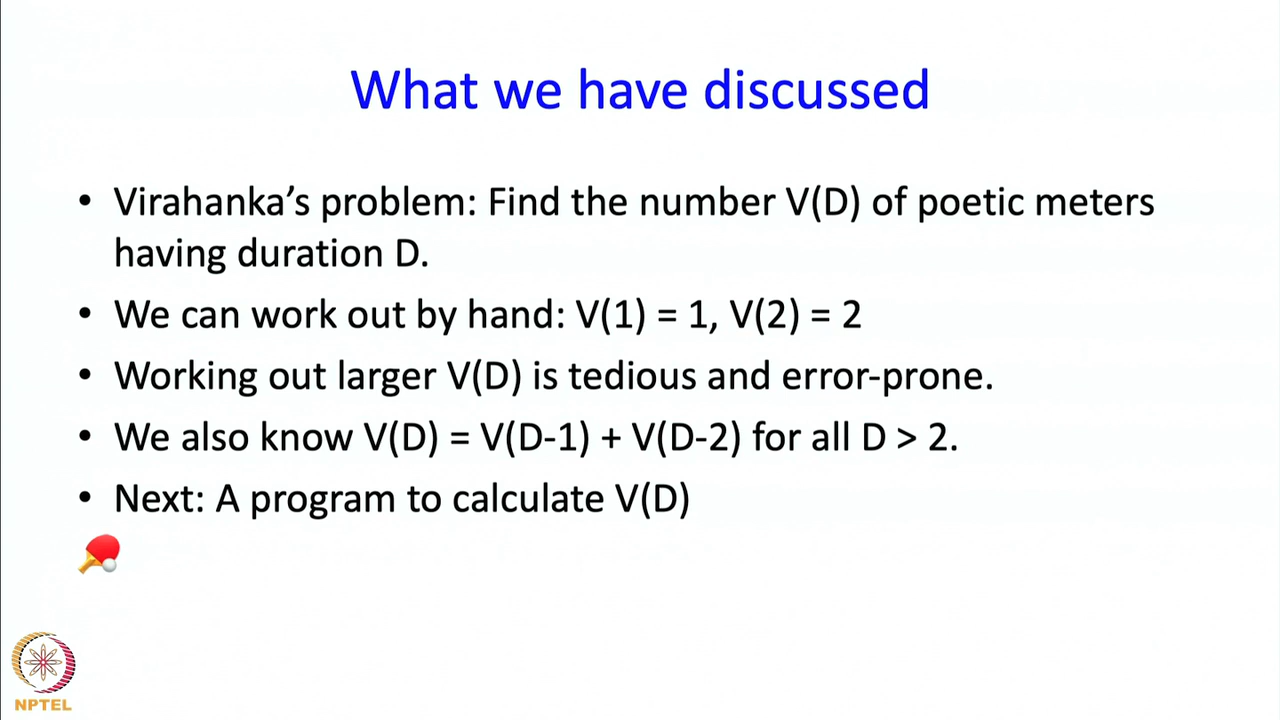 What we have discussed
• Virahanka’s problem: Find the number V(D) of poetic meters
having duration D.
• We can work out by hand: V(1) = 1, V(2) = 2
• Working out larger V(D) is tedious and error-prone.
• We also know V(D) = V(D-1) + V(D-2) for all D > 2.
• Next: A program to calculate V(D)
NPTEL